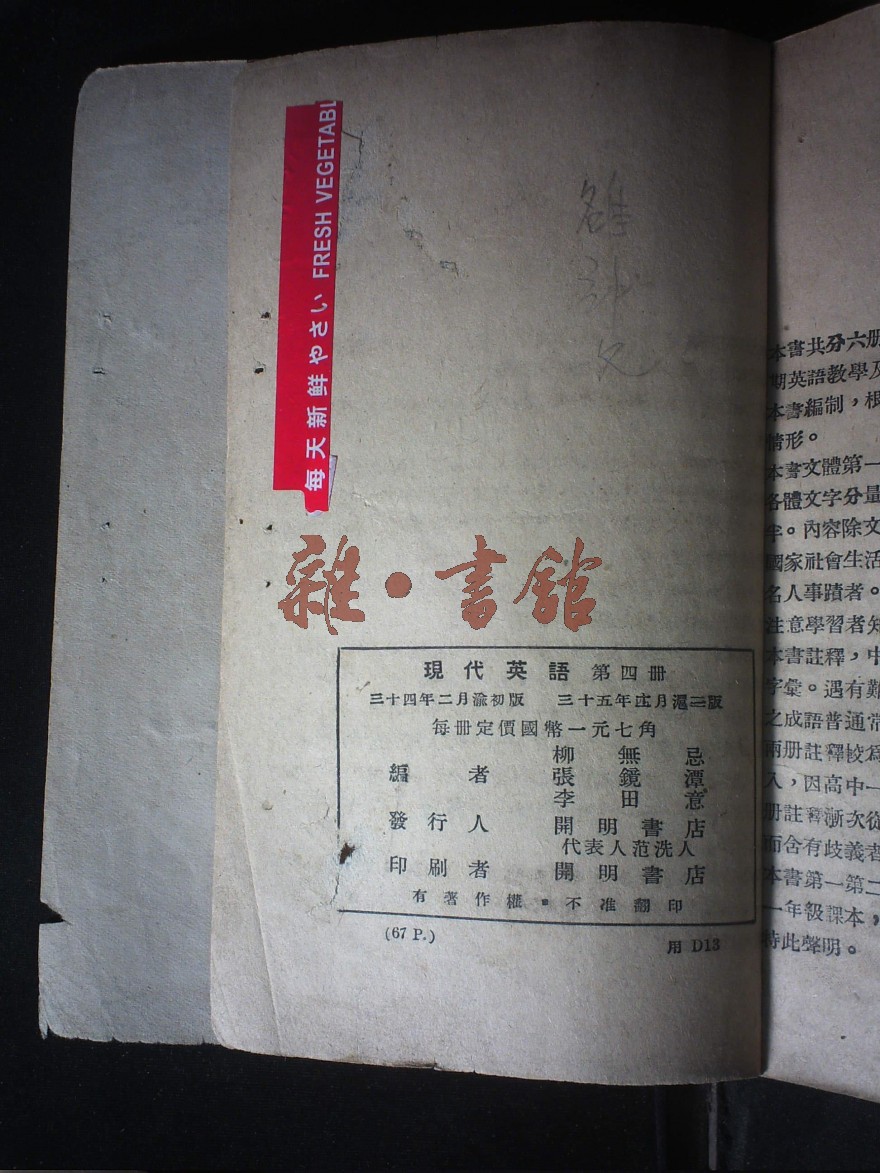 每天新鮮やさい FRESH VEGETABL
雜·書館
現代英語 第四册
三十四年二月渝初版 三十五年 月滬 版
每册定價國幣一元七角
編者 柳無忌
張鏡潭
李田意
發行人 開明書店
代表人范洗人
印刷者 開明書店
有著作權·不准翻印
(67 P.) 用 D13
本書共分六册
期英語教學及
本書編制，根
情形。
本書文體第一
各體文字分量
半。內容除文
國家社會生活
名人事蹟者。
注意學習者知
本書註釋，中
字彙。遇有難
之成語普通常
兩册註釋較為
入，因高中一
册註釋漸次從
而含有歧義者
本書第一第二
一年級課本，
特此聲明。